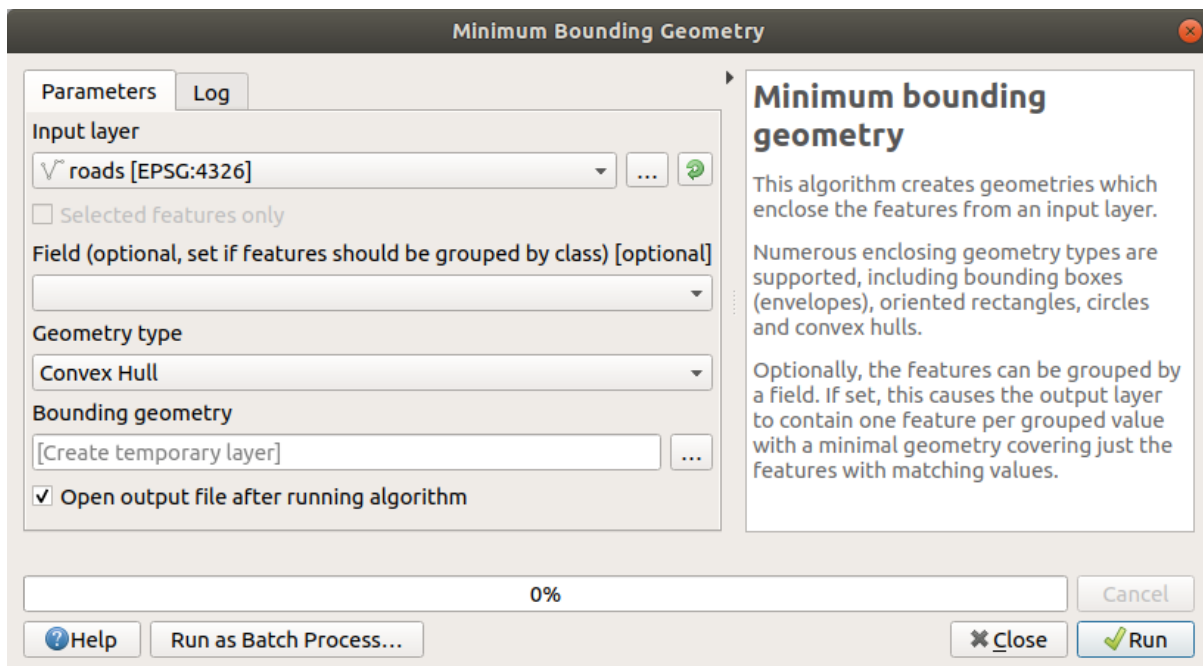 Minimum Bounding Geometry
Parameters
Log
Input layer
roads [EPSG:4326]
...
Selected features only
Field (optional, set if features should be grouped by class) [optional]
Geometry type
Convex Hull
Bounding geometry
[Create temporary layer]
...
Open output file after running algorithm
Minimum bounding
geometry
This algorithm creates geometries which
enclose the features from an input layer.
Numerous enclosing geometry types are
supported, including bounding boxes
(envelopes), oriented rectangles, circles
and convex hulls.
Optionally, the features can be grouped by
a field. If set, this causes the output layer
to contain one feature per grouped value
with a minimal geometry covering just the
features with matching values.
0%
Cancel
Help
Run as Batch Process...
Close
Run